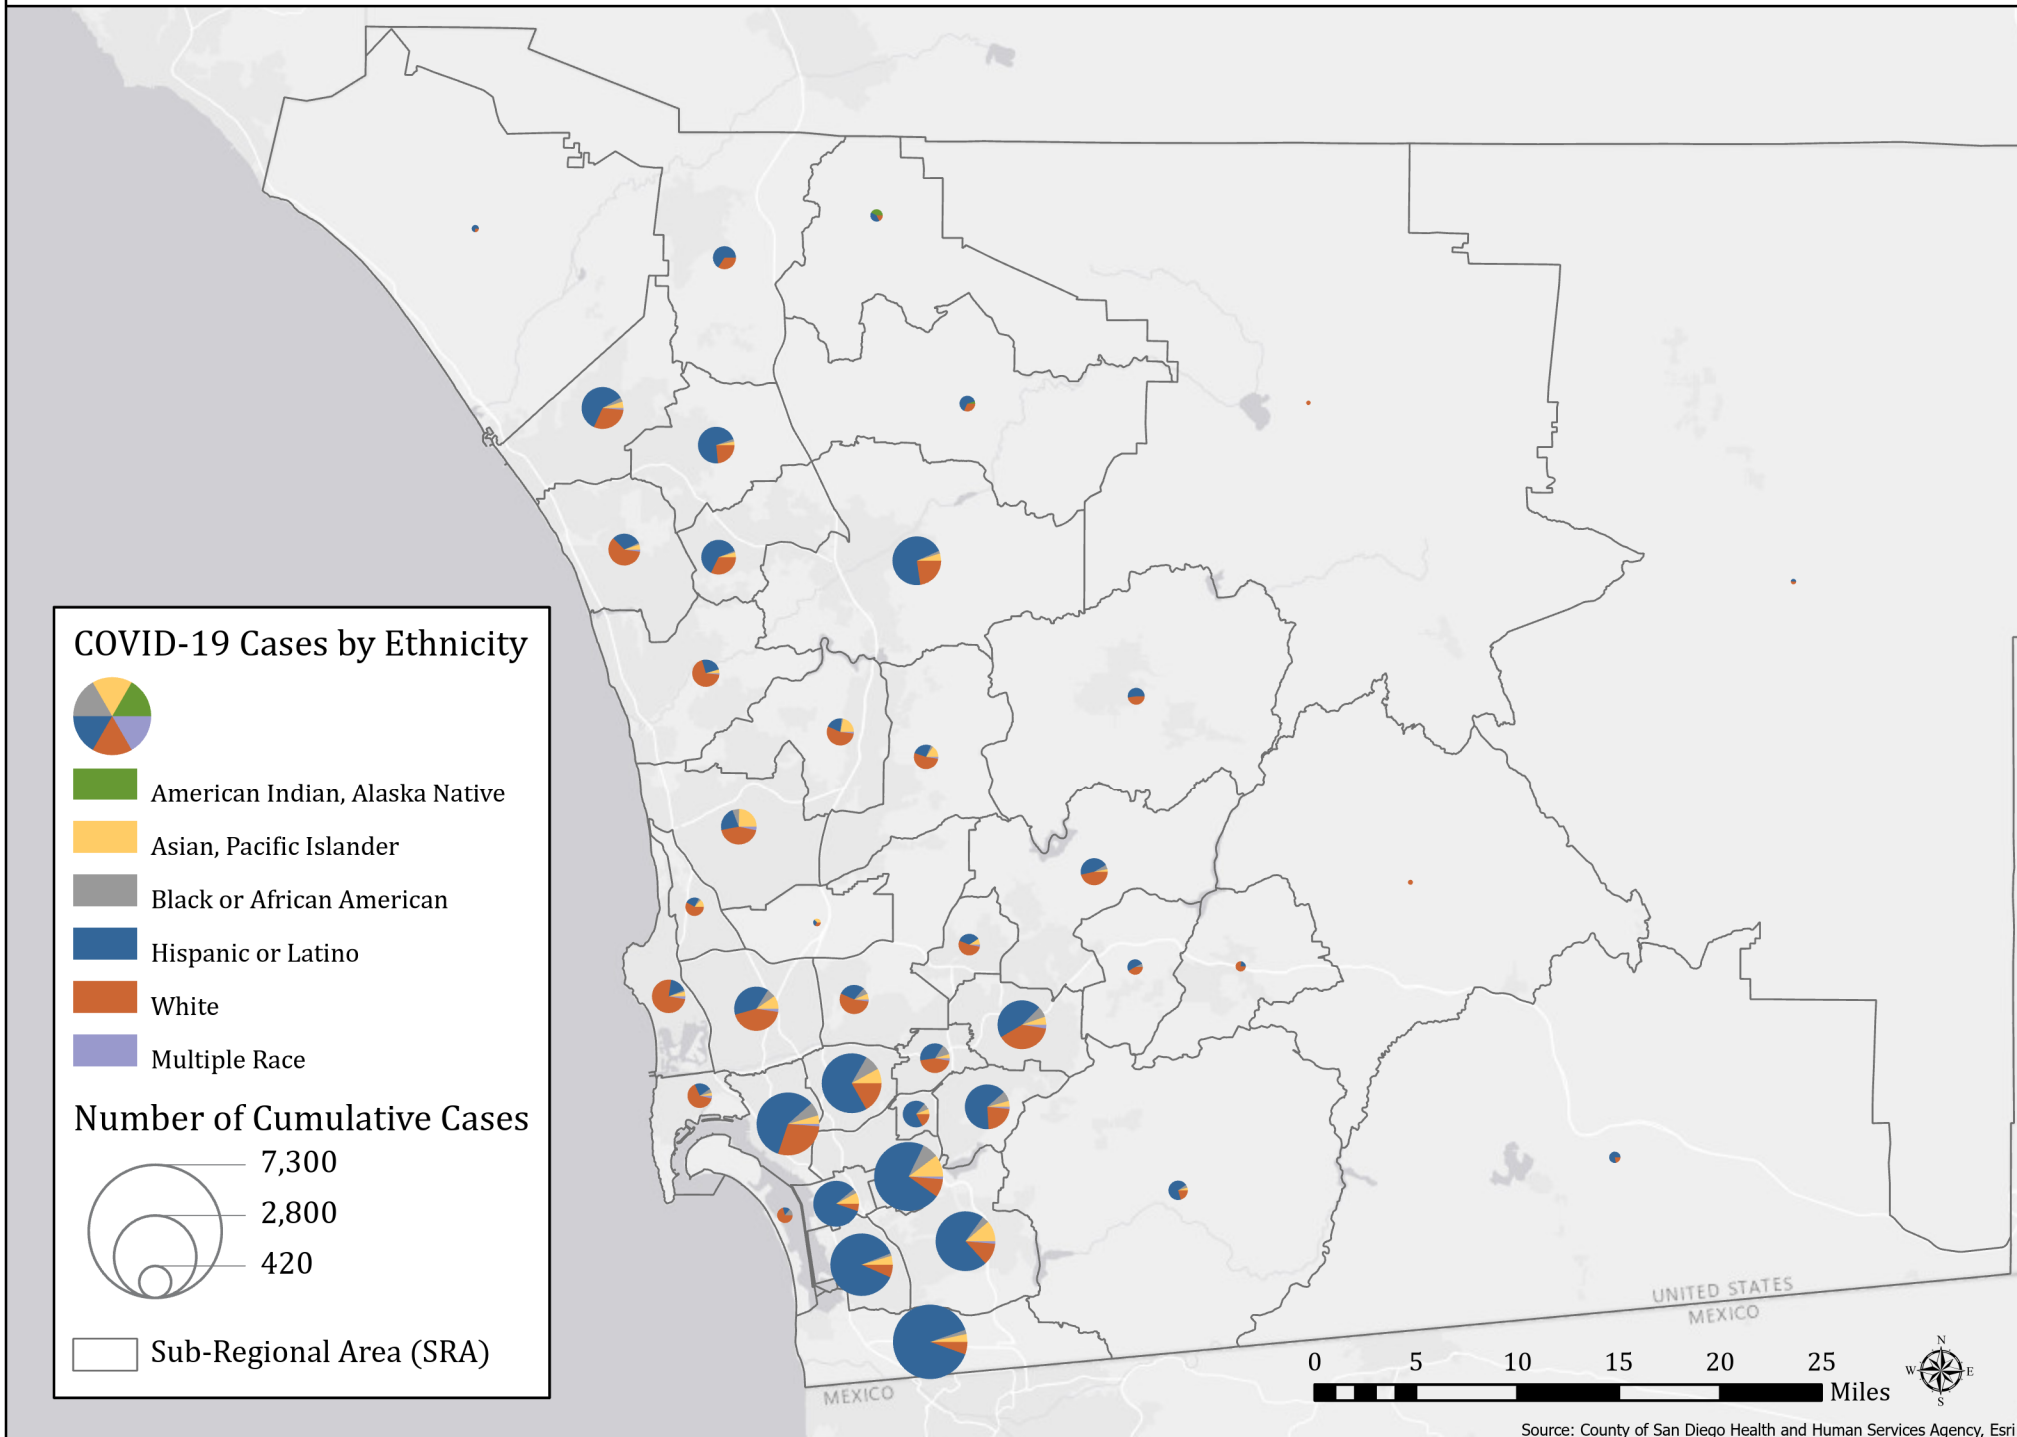 COVID-19 Cases by Ethnicity
American Indian, Alaska Native
Asian, Pacific Islander
Black or African American
Hispanic or Latino
White
Multiple Race
Number of Cumulative Cases
7,300
2,800
420
Sub-Regional Area (SRA)
UNITED STATES
MEXICO
MEXICO
0 5 10 15 20 25
Miles
N
W E
S
Source: County of San Diego Health and Human Services Agency, Esri